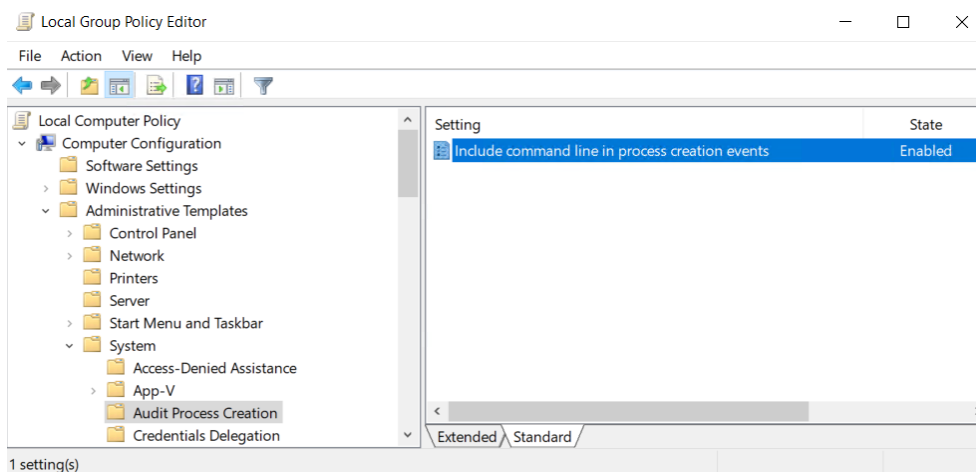 Local Group Policy Editor
File Action View Help
Local Computer Policy
Computer Configuration
Software Settings
Windows Settings
Administrative Templates
Control Panel
Network
Printers
Server
Start Menu and Taskbar
System
Access-Denied Assistance
App-V
Audit Process Creation
Credentials Delegation
Setting State
Include command line in process creation events Enabled
Extended Standard
1 setting(s)